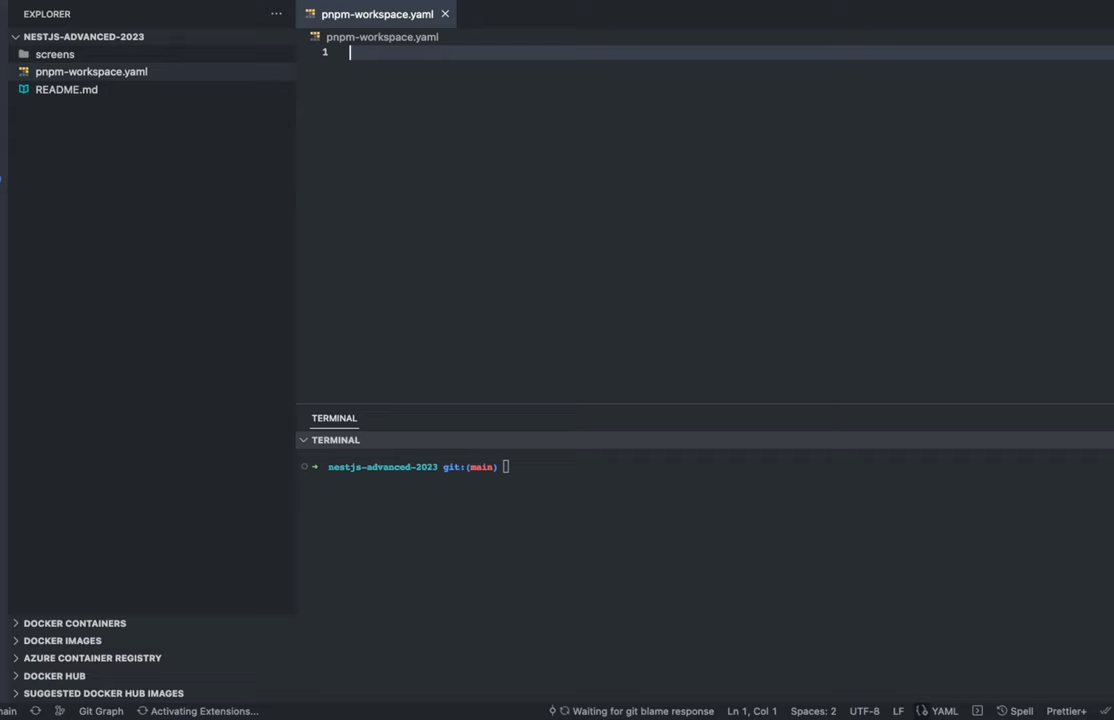 EXPLORER
NESTJS-ADVANCED-2023
screens
pnpm-workspace.yaml
README.md
DOCKER CONTAINERS
DOCKER IMAGES
AZURE CONTAINER REGISTRY
DOCKER HUB
SUGGESTED DOCKER HUB IMAGES
pnpm-workspace.yaml
pnpm-workspace.yaml
1
TERMINAL
TERMINAL
nestjs-advanced-2023 git:(main)
Git Graph Activating Extensions... Waiting for git blame response Ln 1, Col 1 Spaces: 2 UTF-8 LF YAML Spell Prettier+